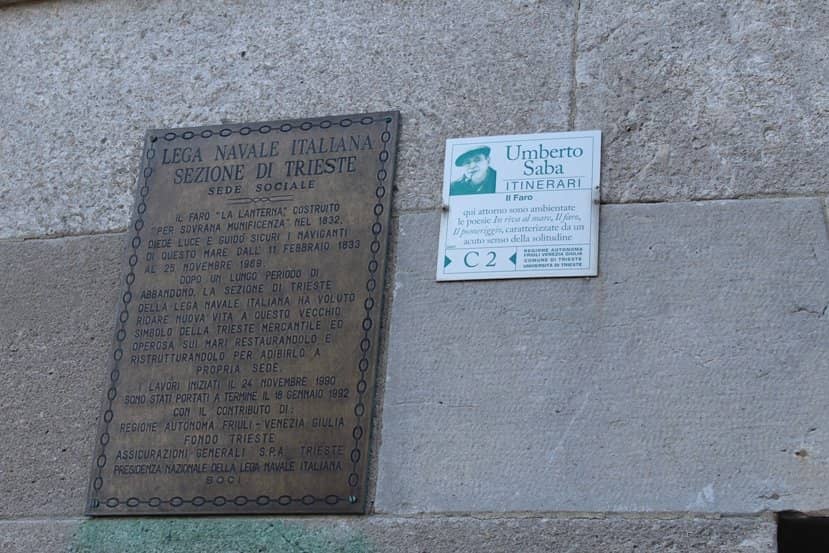 LEGA NAVALE ITALIANA
SEZIONE DI TRIESTE
SEDE SOCIALE
IL FARO "LA LANTERNA", COSTRUITO
"PER SOVRANA MUNIFICENZA" NEL 1832,
DIEDE LUCE E GUIDÒ SICURI I NAVIGANTI
DI QUESTO MARE DALL' 11 FEBBRAIO 1833
AL 25 NOVEMBRE 1969.
DOPO UN LUNGO PERIODO DI
ABBANDONO, LA SEZIONE DI TRIESTE
DELLA LEGA NAVALE ITALIANA HA VOLUTO
RIDARE NUOVA VITA A QUESTO VECCHIO
SIMBOLO DELLA TRIESTE MERCANTILE ED
OPEROSA SUI MARI RESTAURANDOLO E
RISTRUTTURANDOLO PER ADIBIRLO A
PROPRIA SEDE.
I LAVORI INIZIATI IL 24 NOVEMBRE 1990
SONO STATI PORTATI A TERMINE IL 18 GENNAIO 1992
CON IL CONTRIBUTO DI:
REGIONE AUTONOMA FRIULI-VENEZIA GIULIA
FONDO TRIESTE
ASSICURAZIONI GENERALI S.P.A. TRIESTE
PRESIDENZA NAZIONALE DELLA LEGA NAVALE ITALIANA
SOCI
Umberto
Saba
ITINERARI
Il Faro
qui attorno sono ambientate
le poesie In riva al mare, Il faro,
Il pomeriggio, caratterizzate da un
acuto senso della solitudine
C 2
REGIONE AUTONOMA
FRIULI VENEZIA GIULIA
COMUNE DI TRIESTE
UNIVERSITÀ DI TRIESTE